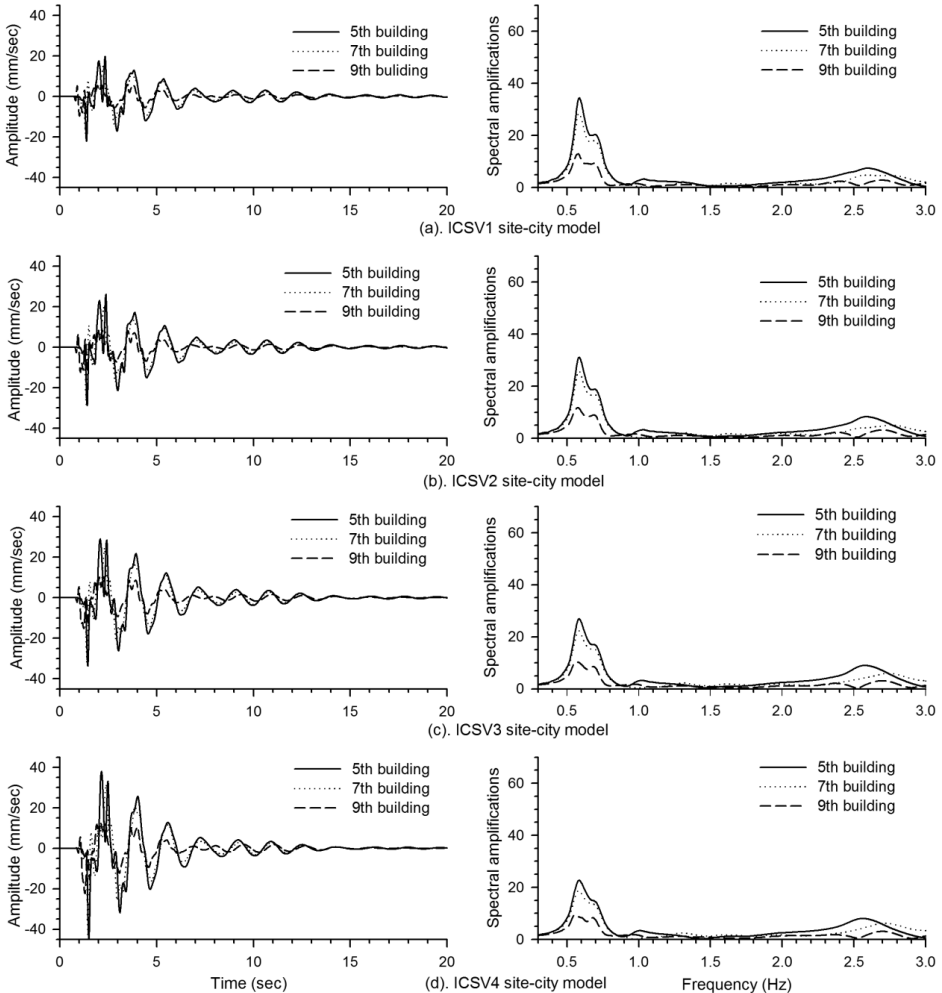 Amplitude (mm/sec)
40
20
0
-20
-40
5th building
7th building
9th buliding
0 5 10 15 20
Spectral amplifications
60
40
20
0
5th building
7th building
9th building
0.5 1.0 1.5 2.0 2.5 3.0
(a). ICSV1 site-city model
Amplitude (mm/sec)
40
20
0
-20
-40
5th building
7th building
9th building
0 5 10 15 20
Spectral amplifications
60
40
20
0
5th building
7th building
9th building
0.5 1.0 1.5 2.0 2.5 3.0
(b). ICSV2 site-city model
Amplitude (mm/sec)
40
20
0
-20
-40
5th building
7th building
9th building
0 5 10 15 20
Spectral amplifications
60
40
20
0
5th building
7th building
9th building
0.5 1.0 1.5 2.0 2.5 3.0
(c). ICSV3 site-city model
Amplitude (mm/sec)
40
20
0
-20
-40
5th building
7th building
9th building
0 5 10 15 20
Time (sec)
Spectral amplifications
60
40
20
0
5th building
7th building
9th building
0.5 1.0 1.5 2.0 2.5 3.0
Frequency (Hz)
(d). ICSV4 site-city model